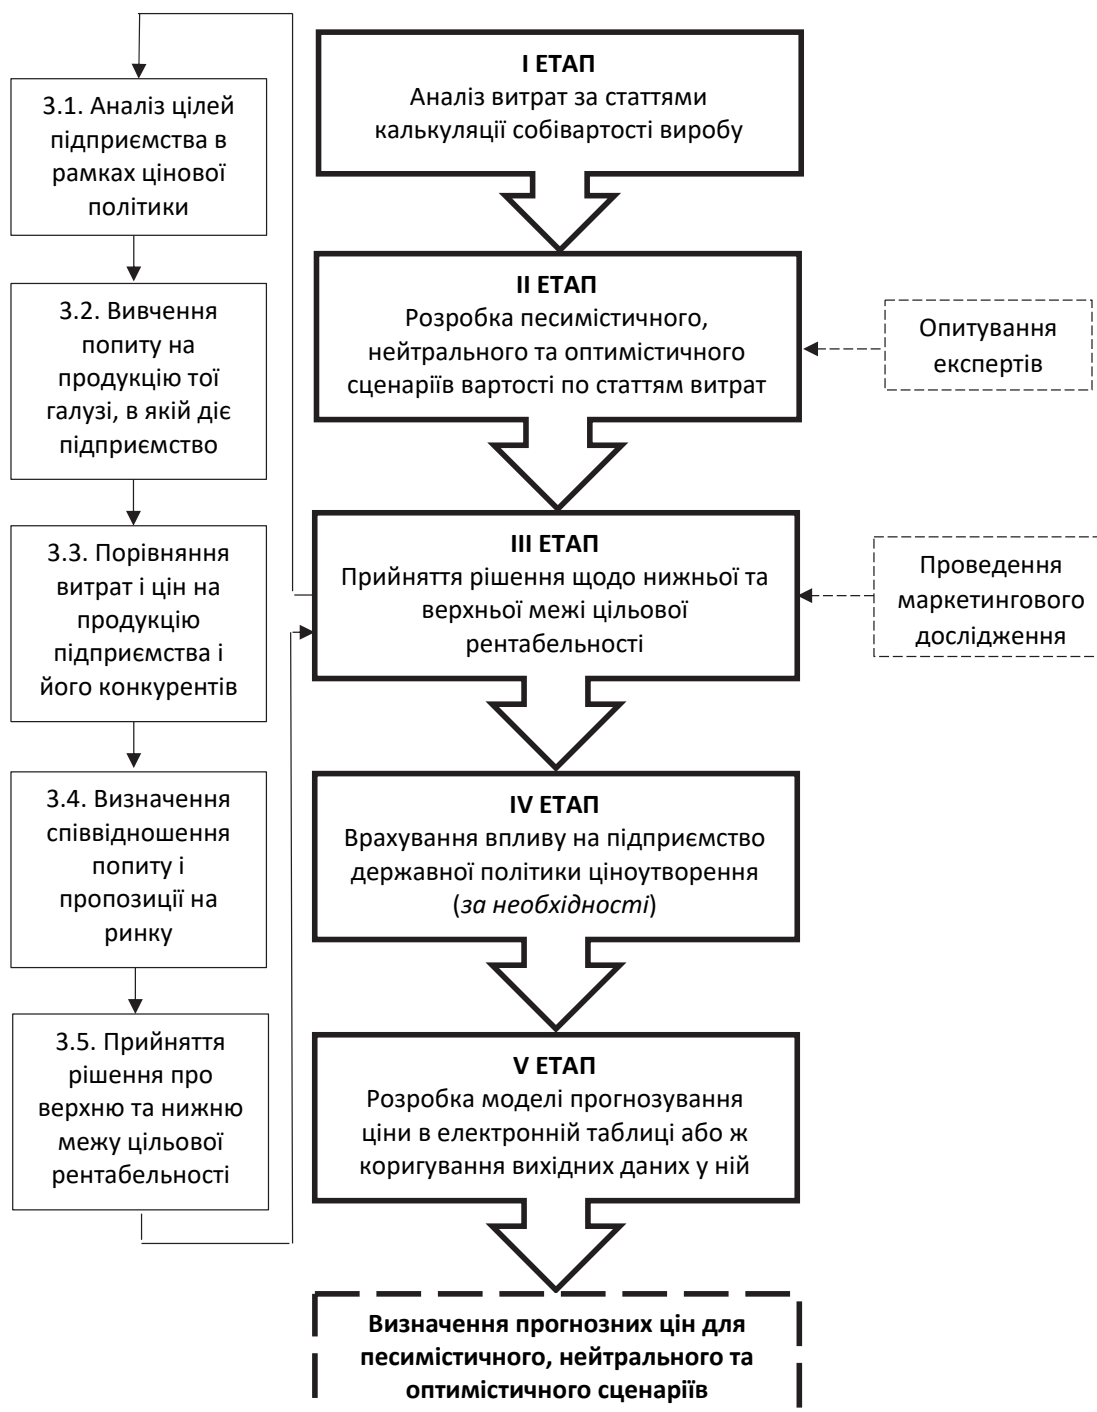 3.1. Аналіз цілей
підприємства в
рамках цінової
політики
3.2. Вивчення
попиту на
продукцію тої
галузі, в якій діє
підприємство
3.3. Порівняння
витрат і цін на
продукцію
підприємства і
його конкурентів
3.4. Визначення
співвідношення
попиту і
пропозиції на
ринку
3.5. Прийняття
рішення про
верхню та нижню
межу цільової
рентабельності
І ЕТАП
Аналіз витрат за статтями
калькуляції собівартості виробу
ІІ ЕТАП
Розробка песимістичного,
нейтрального та оптимістичного
сценаріїв вартості по статтям витрат
ІІІ ЕТАП
Прийняття рішення щодо нижньої та
верхньої межі цільової
рентабельності
IV ЕТАП
Врахування впливу на підприємство
державної політики ціноутворення
(за необхідності)
V ЕТАП
Розробка моделі прогнозування
ціни в електронній таблиці або ж
коригування вихідних даних у ній
Визначення прогнозних цін для
песимістичного, нейтрального та
оптимістичного сценаріїв
Опитування
експертів
Проведення
маркетингового
дослідження